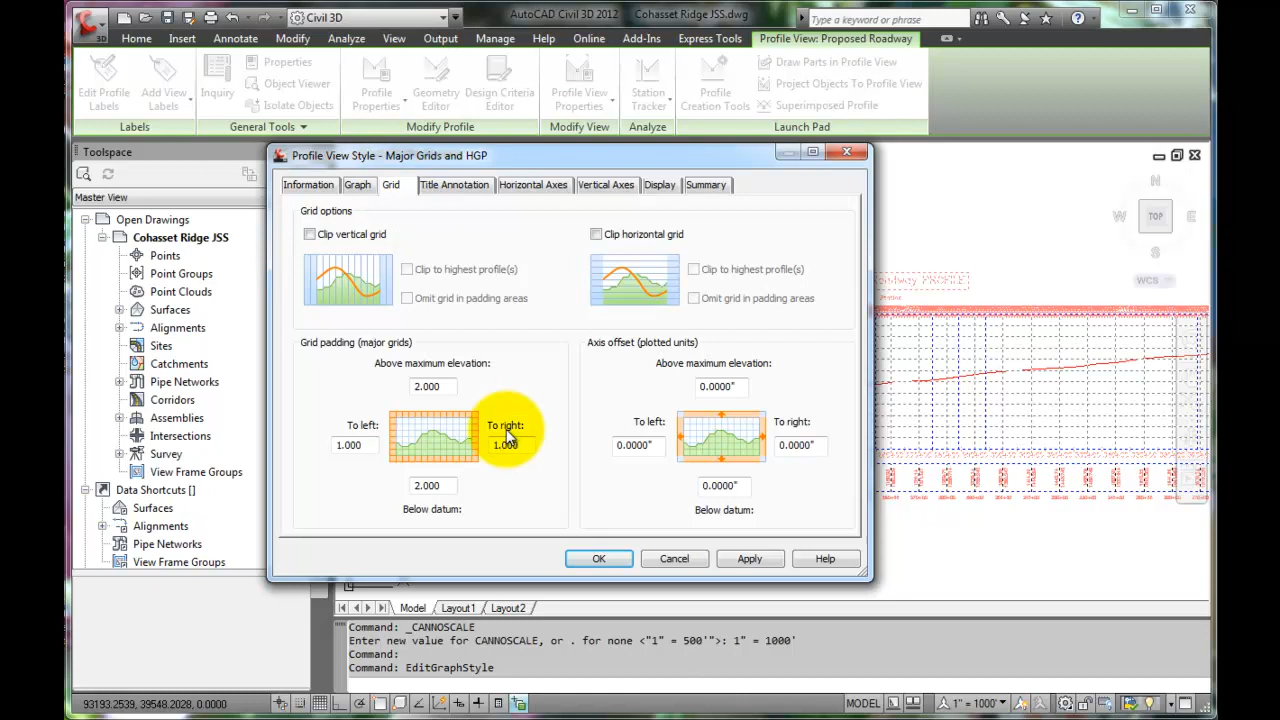 Civil 3D
AutoCAD Civil 3D 2012
Cohasset Ridge JSS.dwg
Type a keyword or phrase
3D
Home
Insert
Annotate
Modify
Analyze
View
Output
Manage
Help
Online
Add-Ins
Express Tools
Profile View: Proposed Roadway
Edit Profile
Labels
Add View
Labels
Inquiry
Properties
Object Viewer
Isolate Objects
Profile
Properties
Geometry
Editor
Design Criteria
Editor
Profile View
Properties
Station
Tracker
Profile
Creation Tools
Draw Parts in Profile View
Project Objects To Profile View
Superimposed Profile
Labels
General Tools
Modify Profile
Modify View
Analyze
Launch Pad
Toolspace
Master View
Open Drawings
Cohasset Ridge JSS
Points
Point Groups
Point Clouds
Surfaces
Alignments
Sites
Catchments
Pipe Networks
Corridors
Assemblies
Intersections
Survey
View Frame Groups
Data Shortcuts []
Surfaces
Alignments
Pipe Networks
View Frame Groups
Profile View Style - Major Grids and HGP
Information
Graph
Grid
Title Annotation
Horizontal Axes
Vertical Axes
Display
Summary
Grid options
Clip vertical grid
Clip to highest profile(s)
Omit grid in padding areas
Clip horizontal grid
Clip to highest profile(s)
Omit grid in padding areas
Grid padding (major grids)
Above maximum elevation:
2.000
To left:
1.000
To right:
1.000
2.000
Below datum:
Axis offset (plotted units)
Above maximum elevation:
0.0000"
To left:
0.0000"
To right:
0.0000"
0.0000"
Below datum:
OK
Cancel
Apply
Help
N
W
TOP
E
S
WCS
PROFILE
Station
Model
Layout1
Layout2
Command: _CANNOSCALE
Enter new value for CANNOSCALE, or . for none <"1" = 500'">: 1" = 1000'
Command:
Command: EditGraphStyle
93193.2539, 39548.2028, 0.0000
MODEL
1" = 1000'